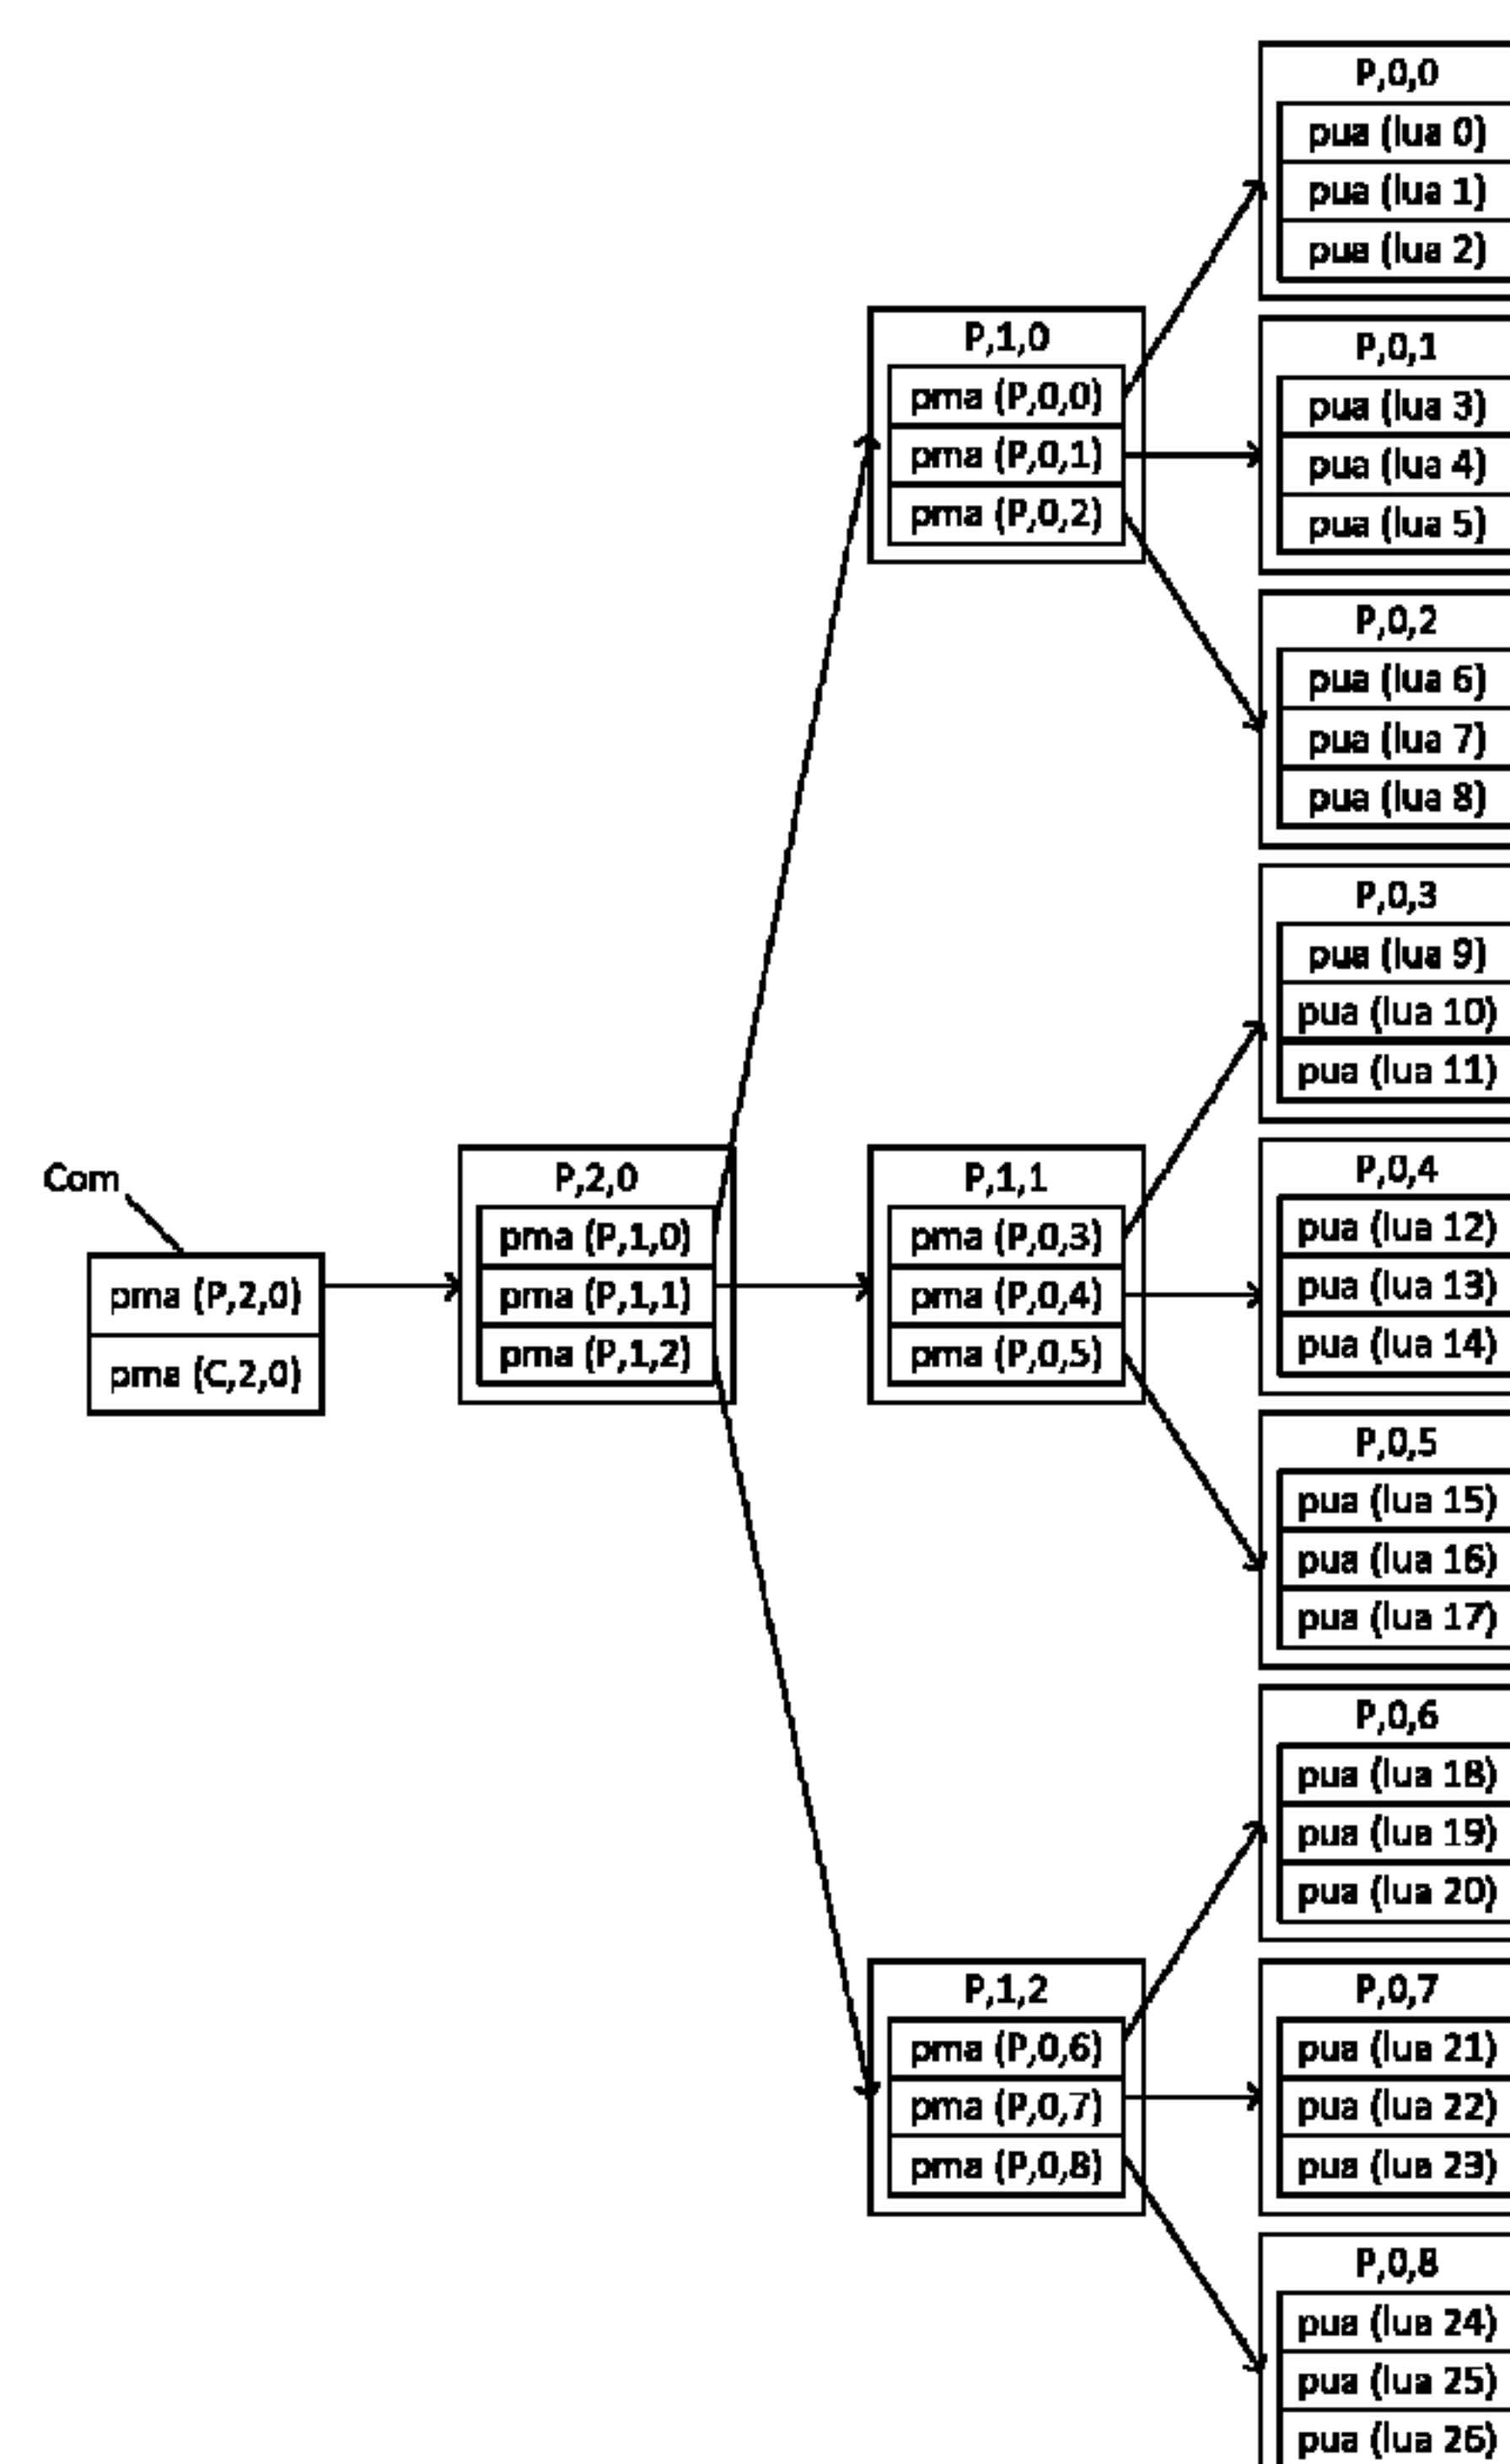 Com
pma (P,2,0)
pma (C,2,0)
P,2,0
pma (P,1,0)
pma (P,1,1)
pma (P,1,2)
P,1,0
pma (P,0,0)
pma (P,0,1)
pma (P,0,2)
P,1,1
pma (P,0,3)
pma (P,0,4)
pma (P,0,5)
P,1,2
pma (P,0,6)
pma (P,0,7)
pma (P,0,8)
P,0,0
pua (lua 0)
pua (lua 1)
pua (lua 2)
P,0,1
pua (lua 3)
pua (lua 4)
pua (lua 5)
P,0,2
pua (lua 6)
pua (lua 7)
pua (lua 8)
P,0,3
pua (lua 9)
pua (lua 10)
pua (lua 11)
P,0,4
pua (lua 12)
pua (lua 13)
pua (lua 14)
P,0,5
pua (lua 15)
pua (lua 16)
pua (lua 17)
P,0,6
pua (lua 18)
pua (lua 19)
pua (lua 20)
P,0,7
pua (lua 21)
pua (lua 22)
pua (lua 23)
P,0,8
pua (lua 24)
pua (lua 25)
pua (lua 26)